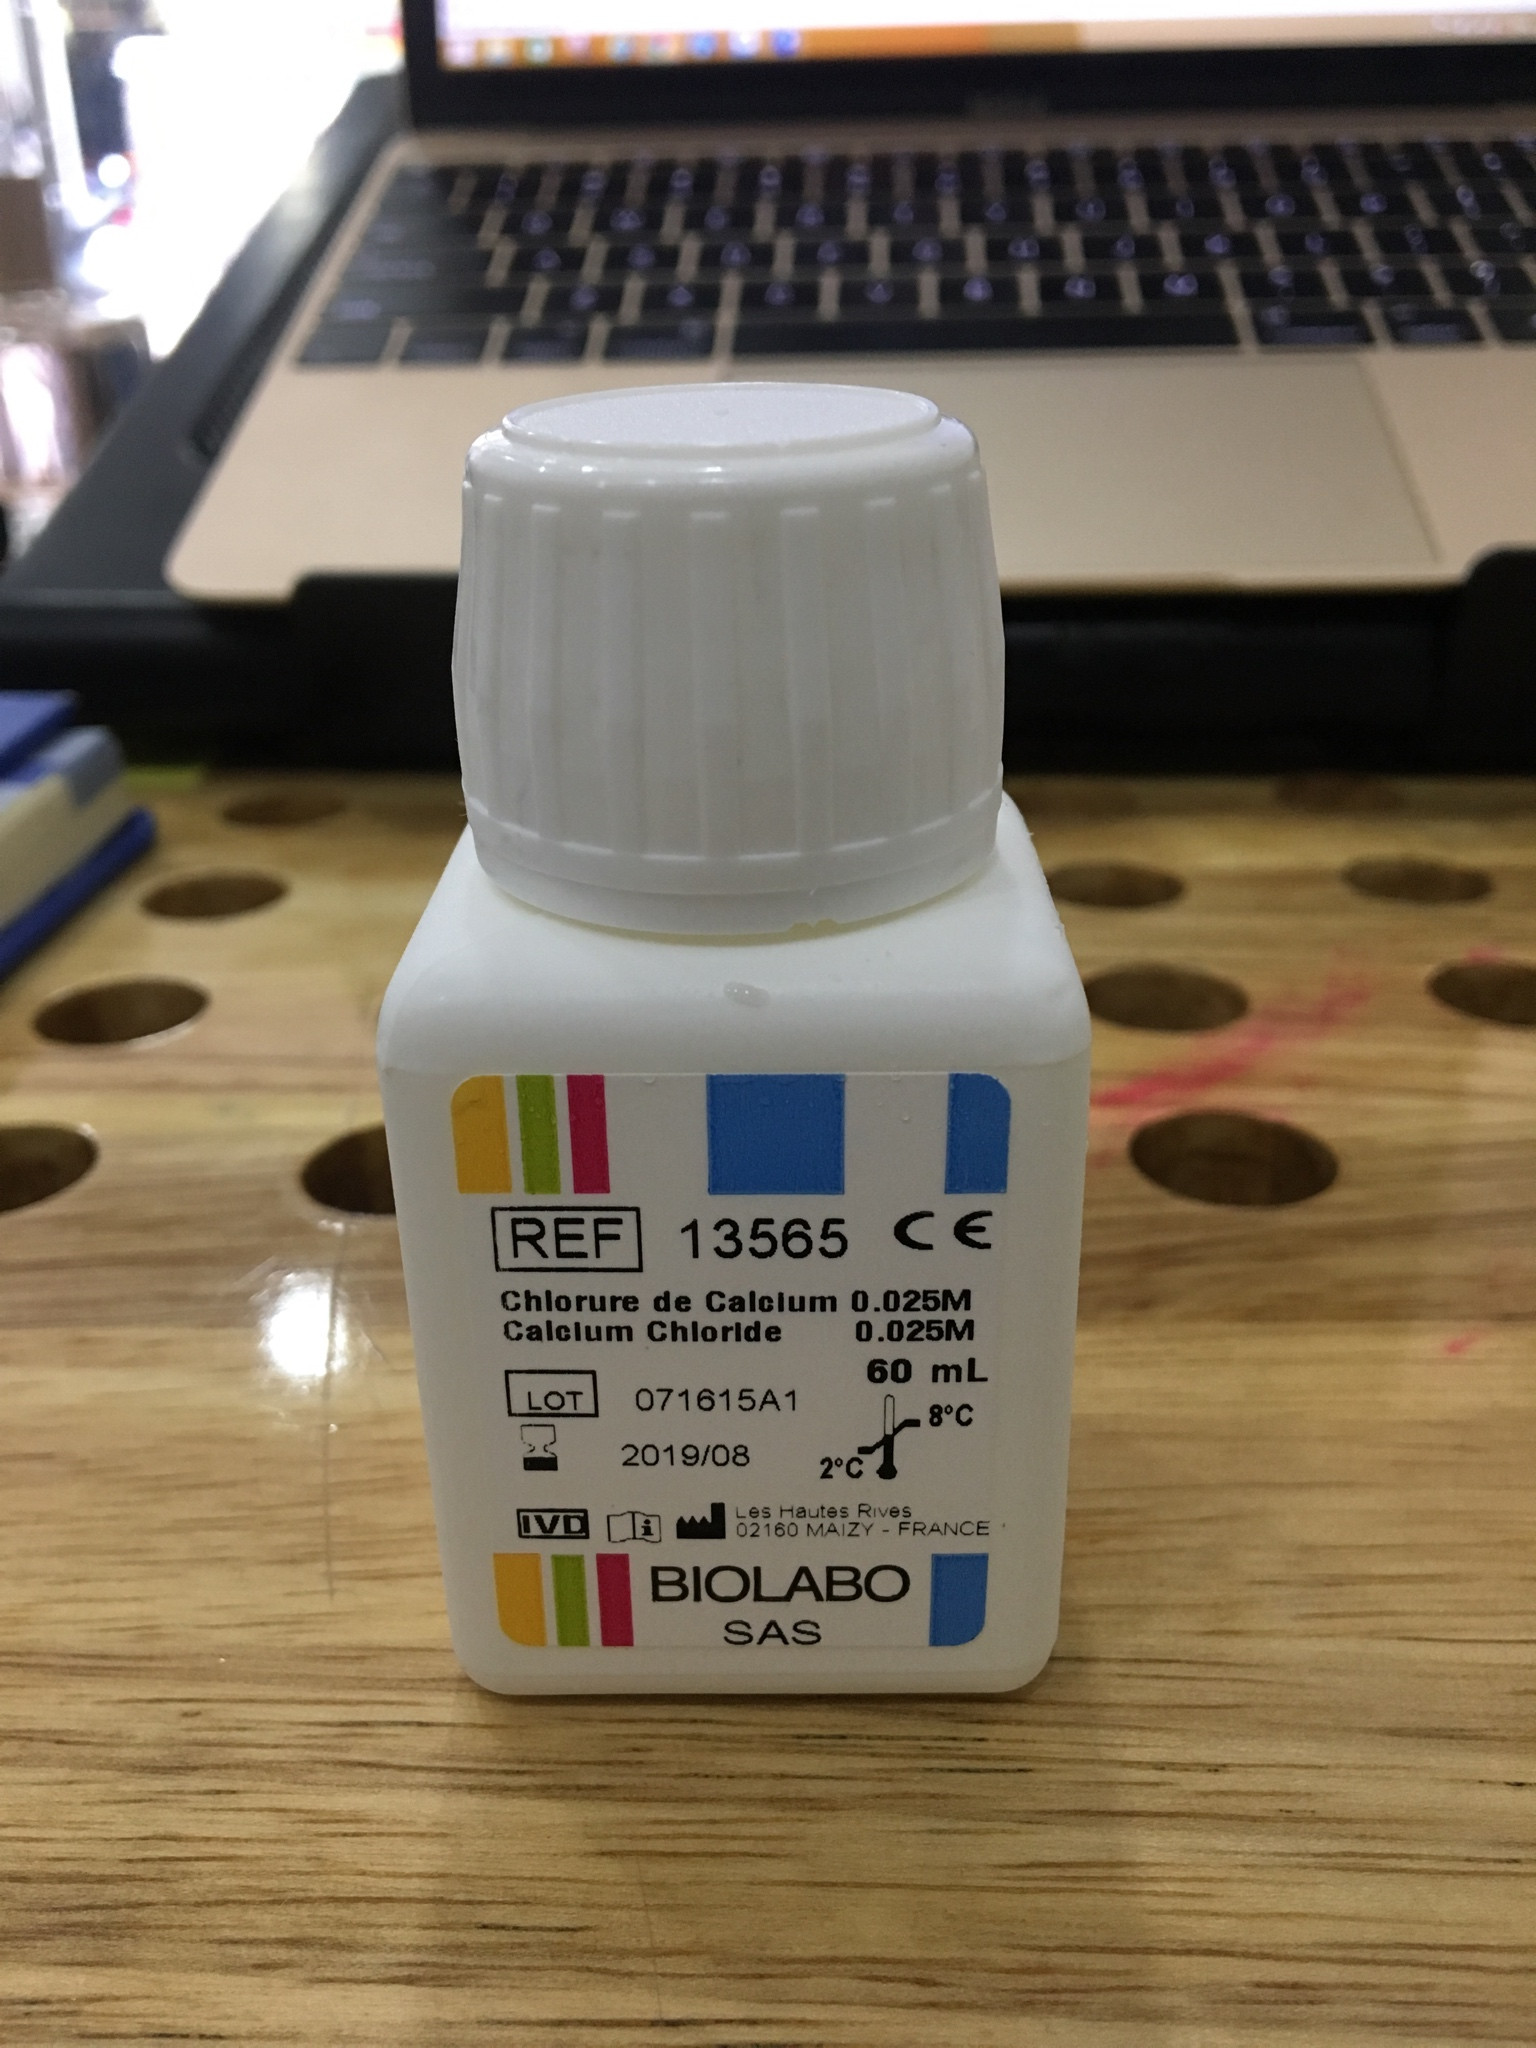 REF 13565 CE
Chlorure de Calcium 0.025M
Calcium Chloride 0.025M
60 mL
LOT 071615A1
8°C
2019/08
2°C
IVD i Les Hautes Rives
02160 MAIZY - FRANCE
BIOLABO
SAS